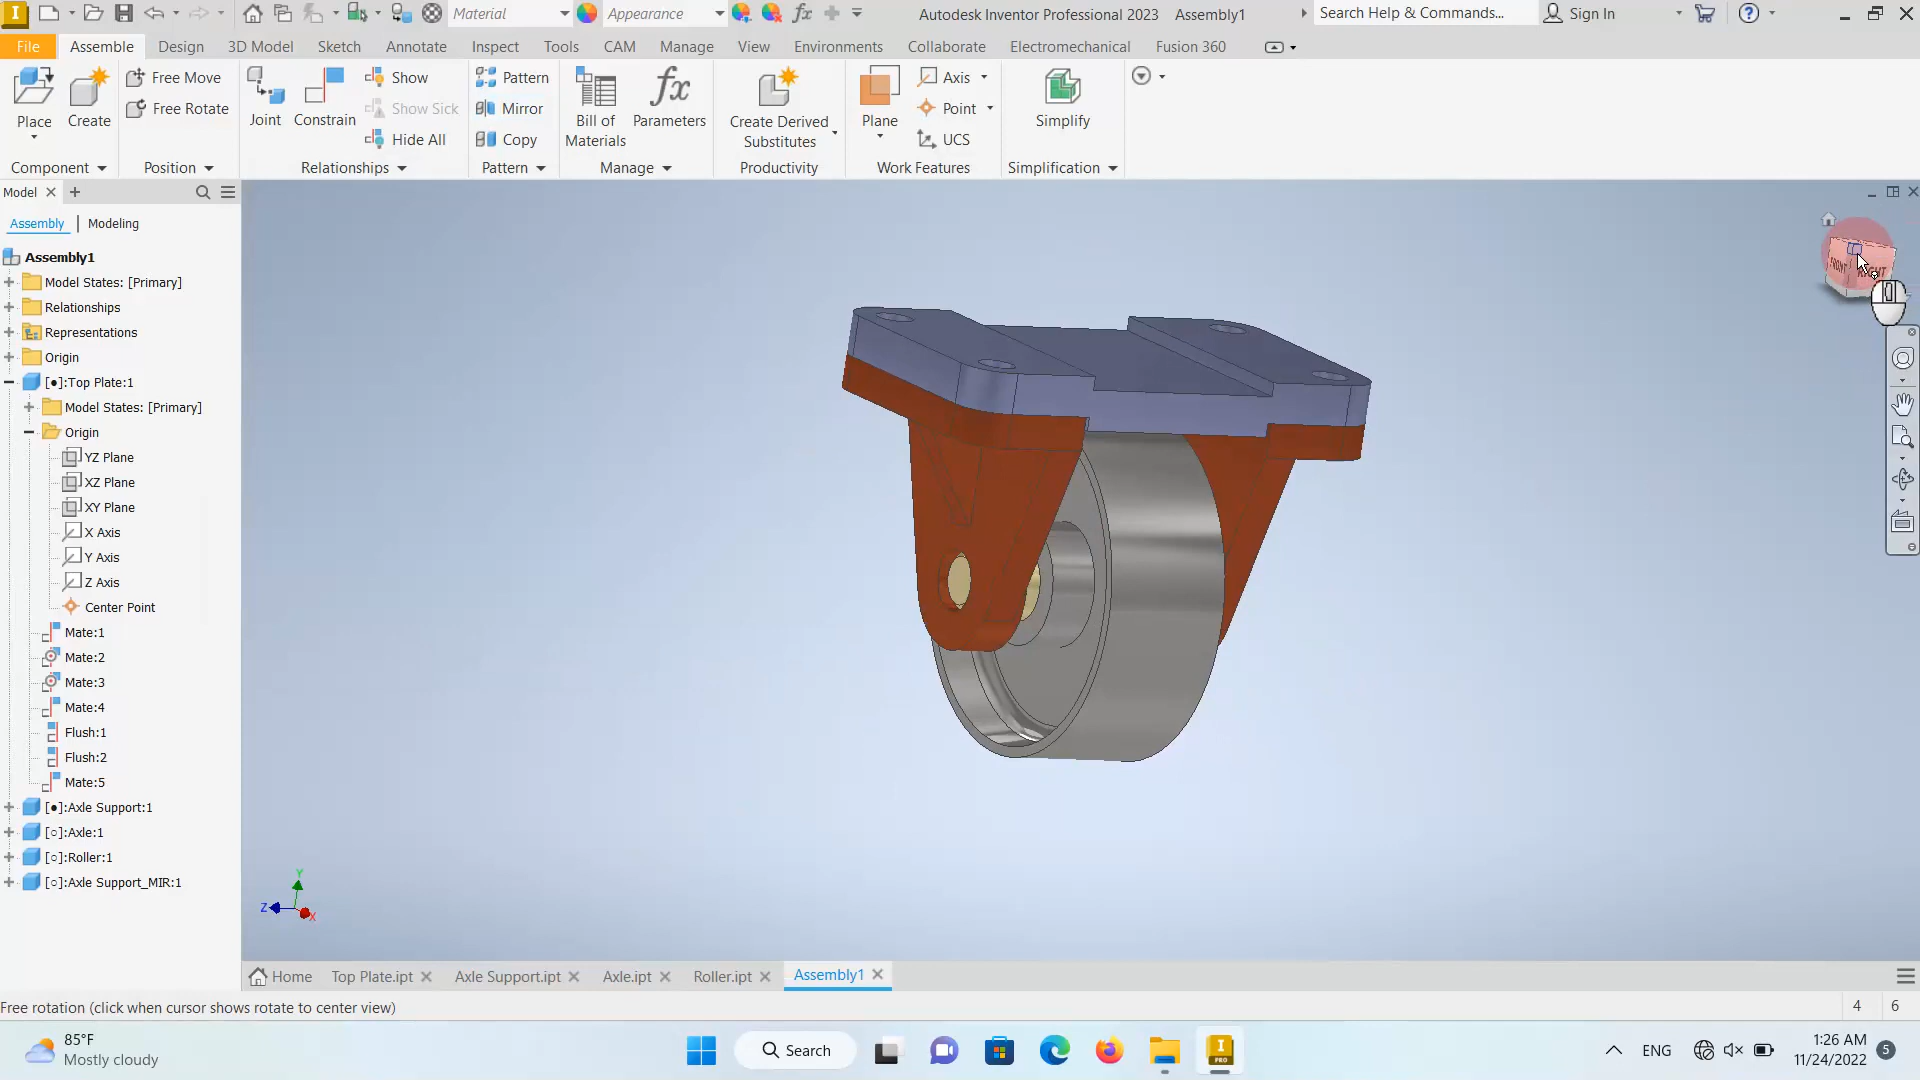 Material
Appearance
Autodesk Inventor Professional 2023 Assembly1
Search Help & Commands...
Sign In
File
Assemble
Design
3D Model
Sketch
Annotate
Inspect
Tools
CAM
Manage
View
Environments
Collaborate
Electromechanical
Fusion 360
Place
Create
Free Move
Free Rotate
Joint
Constrain
Show
Show Sick
Hide All
Pattern
Mirror
Copy
Bill of
Materials
fx
Parameters
Create Derived
Substitutes
Plane
Axis
Point
UCS
Simplify
Component
Position
Relationships
Pattern
Manage
Productivity
Work Features
Simplification
Model
Assembly | Modeling
Assembly1
Model States: [Primary]
Relationships
Representations
Origin
[●]:Top Plate:1
Model States: [Primary]
Origin
YZ Plane
XZ Plane
XY Plane
X Axis
Y Axis
Z Axis
Center Point
Mate:1
Mate:2
Mate:3
Mate:4
Flush:1
Flush:2
Mate:5
[●]:Axle Support:1
[○]:Axle:1
[○]:Roller:1
[○]:Axle Support_MIR:1
FRONT
RIGHT
Y
Z
X
Home
Top Plate.ipt
Axle Support.ipt
Axle.ipt
Roller.ipt
Assembly1
Free rotation (click when cursor shows rotate to center view)
4 6
85°F
Mostly cloudy
Search
PRO
ENG
1:26 AM
11/24/2022
5